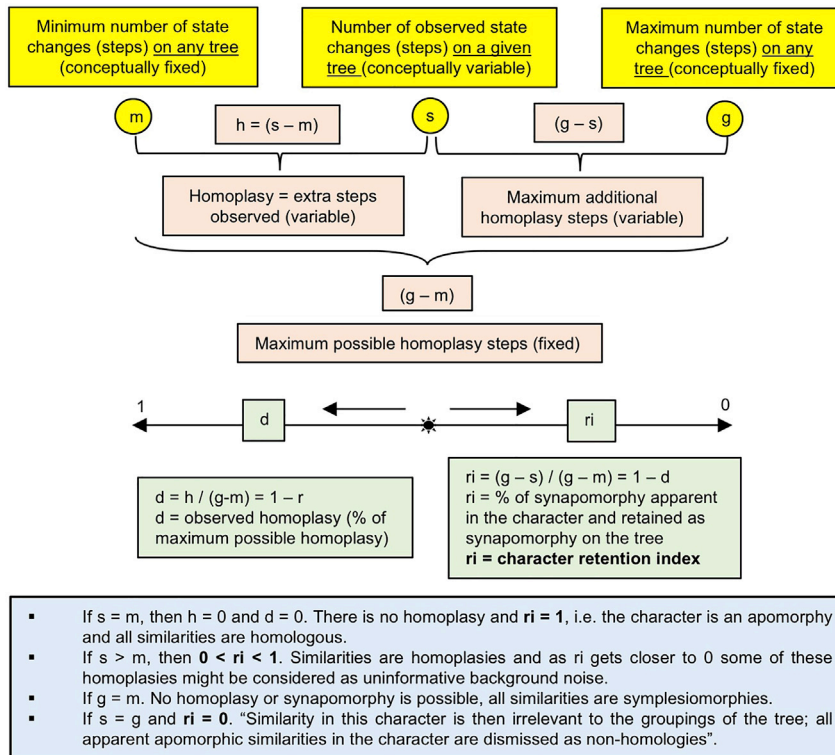 Minimum number of state
changes (steps) on any tree
(conceptually fixed)
Number of observed state
changes (steps) on a given
tree (conceptually variable)
Maximum number of state
changes (steps) on any
tree (conceptually fixed)
m
h = (s – m)
s
(g – s)
g
Homoplasy = extra steps
observed (variable)
Maximum additional
homoplasy steps (variable)
(g – m)
Maximum possible homoplasy steps (fixed)
1
d
ri
0
d = h / (g-m) = 1 – r
d = observed homoplasy (% of
maximum possible homoplasy)
ri = (g – s) / (g – m) = 1 – d
ri = % of synapomorphy apparent
in the character and retained as
synapomorphy on the tree
ri = character retention index
▪ If s = m, then h = 0 and d = 0. There is no homoplasy and ri = 1, i.e. the character is an apomorphy
and all similarities are homologous.
▪ If s > m, then 0 < ri < 1. Similarities are homoplasies and as ri gets closer to 0 some of these
homoplasies might be considered as uninformative background noise.
▪ If g = m. No homoplasy or synapomorphy is possible, all similarities are symplesiomorphies.
▪ If s = g and ri = 0. “Similarity in this character is then irrelevant to the groupings of the tree; all
apparent apomorphic similarities in the character are dismissed as non-homologies”.